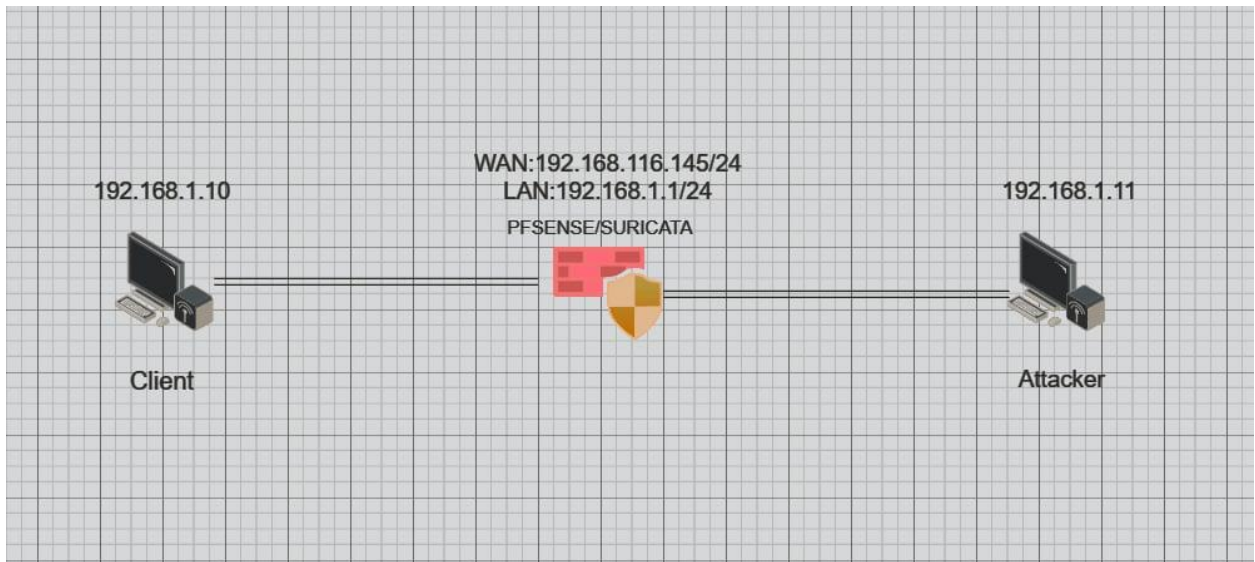 WAN:192.168.116.145/24
192.168.1.10
LAN:192.168.1.1/24
192.168.1.11
PFSENSE/SURICATA
Client
Attacker